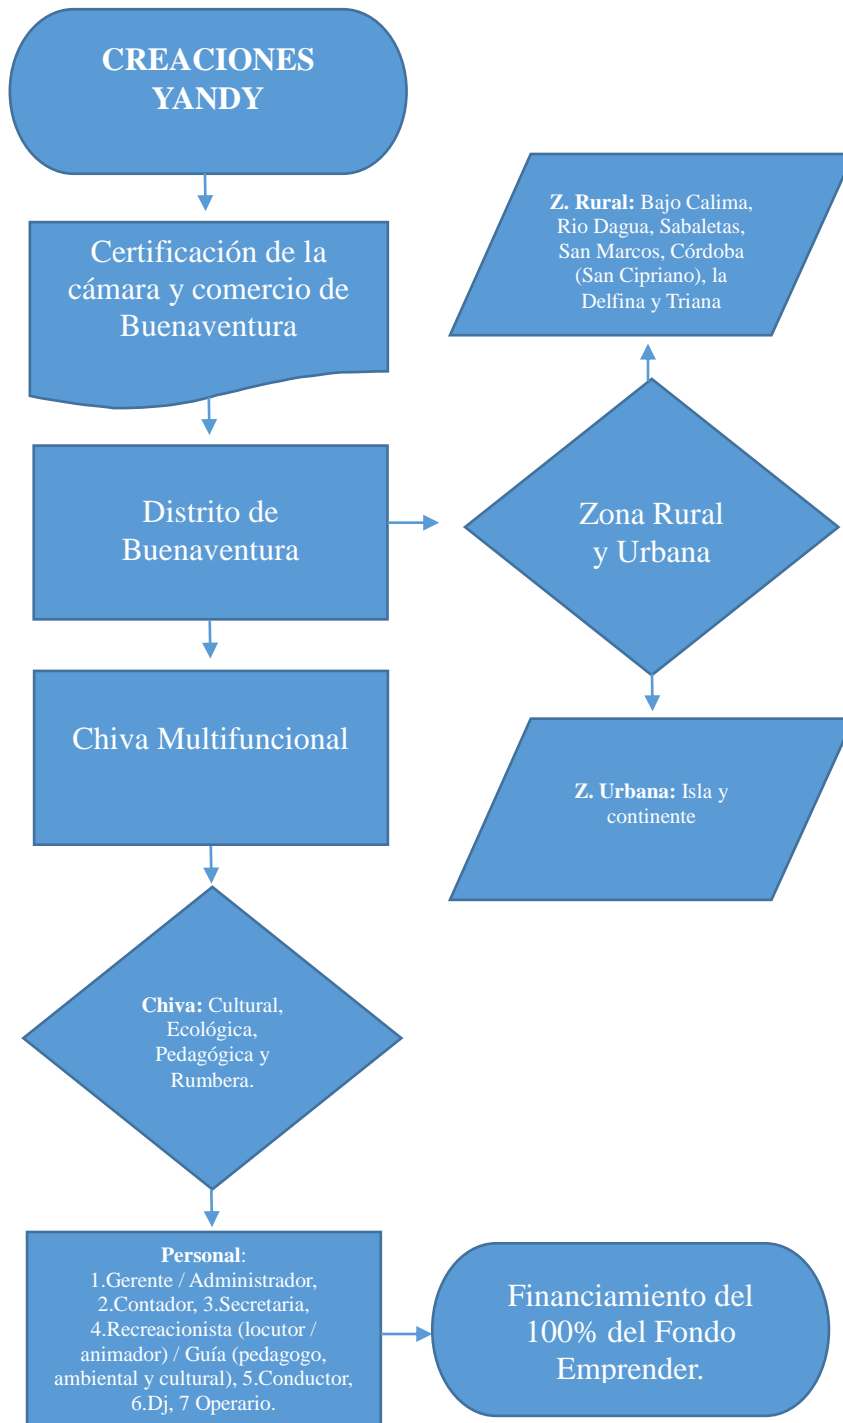 CREACIONES
YANDY
Certificación de la
cámara y comercio de
Buenaventura
Z. Rural: Bajo Calima,
Rio Dagua, Sabaletas,
San Marcos, Córdoba
(San Cipriano), la
Delfina y Triana
Distrito de
Buenaventura
Zona Rural
y Urbana
Chiva Multifuncional
Z. Urbana: Isla y
continente
Chiva: Cultural,
Ecológica,
Pedagógica y
Rumbera.
Personal:
1.Gerente / Administrador,
2.Contador, 3.Secretaria,
4.Recreacionista (locutor /
animador) / Guía (pedagogo,
ambiental y cultural), 5.Conductor,
6.Dj, 7 Operario.
Financiamiento del
100% del Fondo
Emprender.